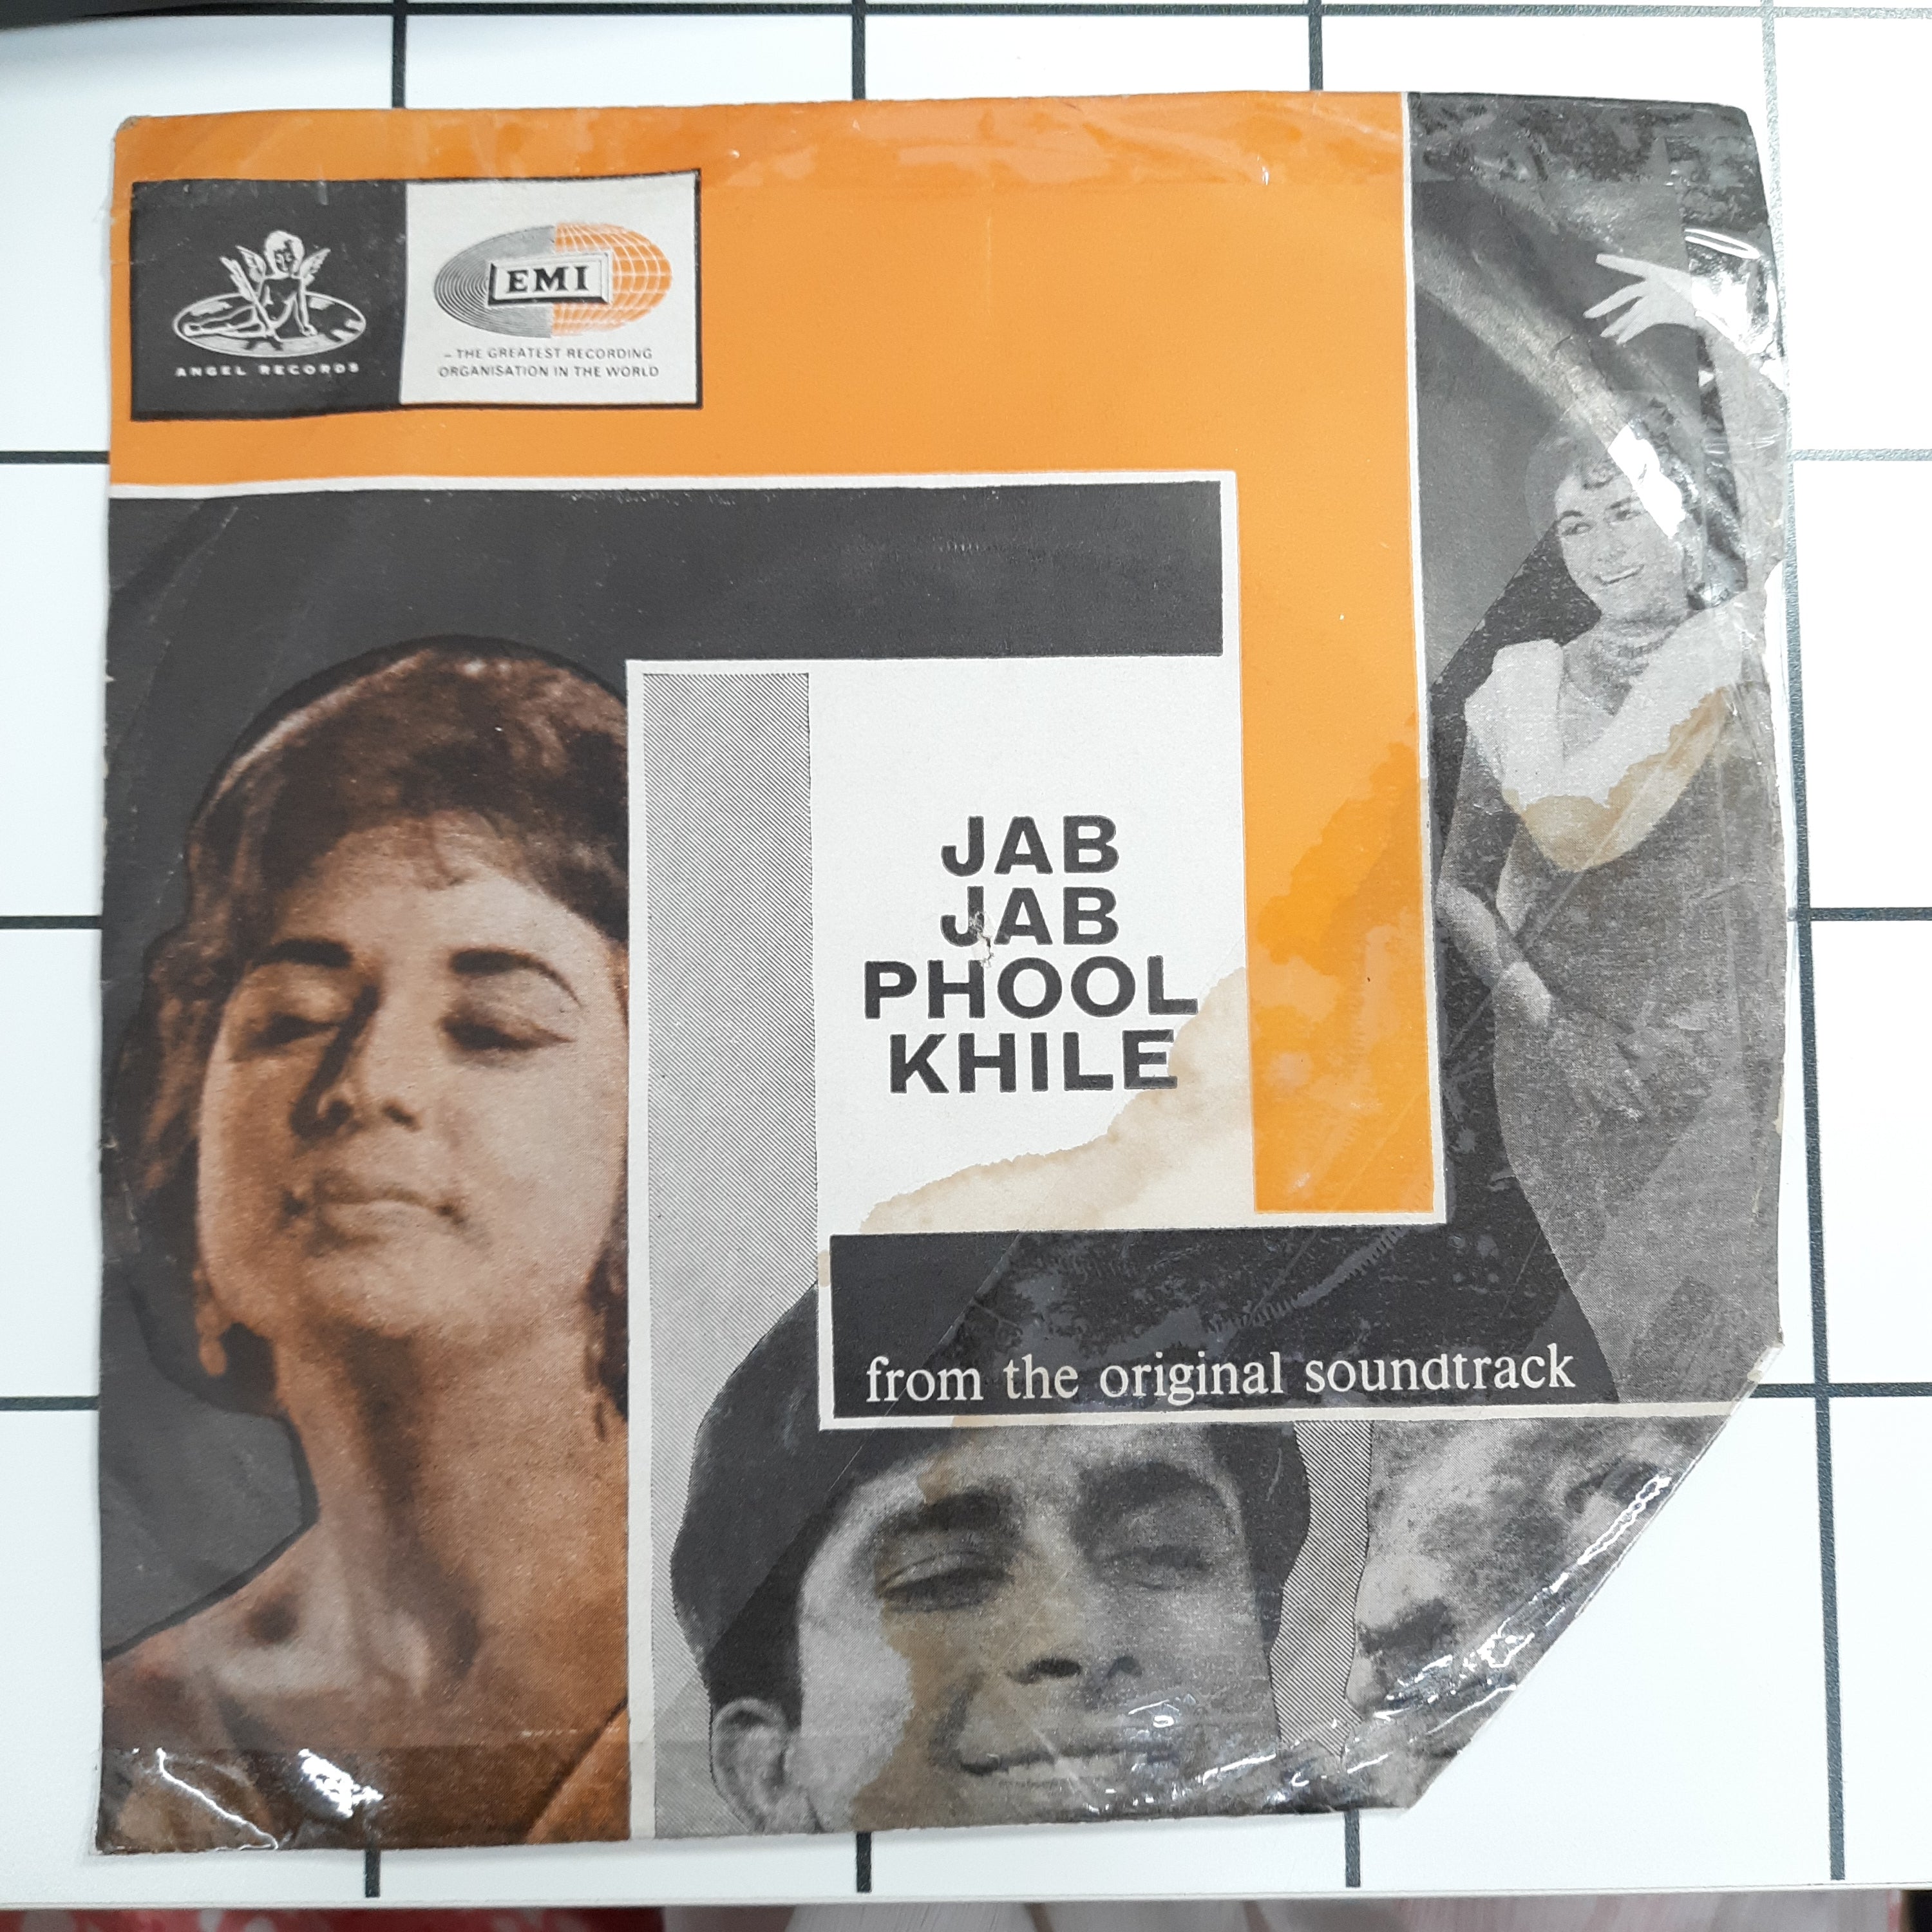 ANGEL RECORDS
EMI
– THE GREATEST RECORDING
ORGANISATION IN THE WORLD
JAB
JAB
PHOOL
KHILE
from the original soundtrack